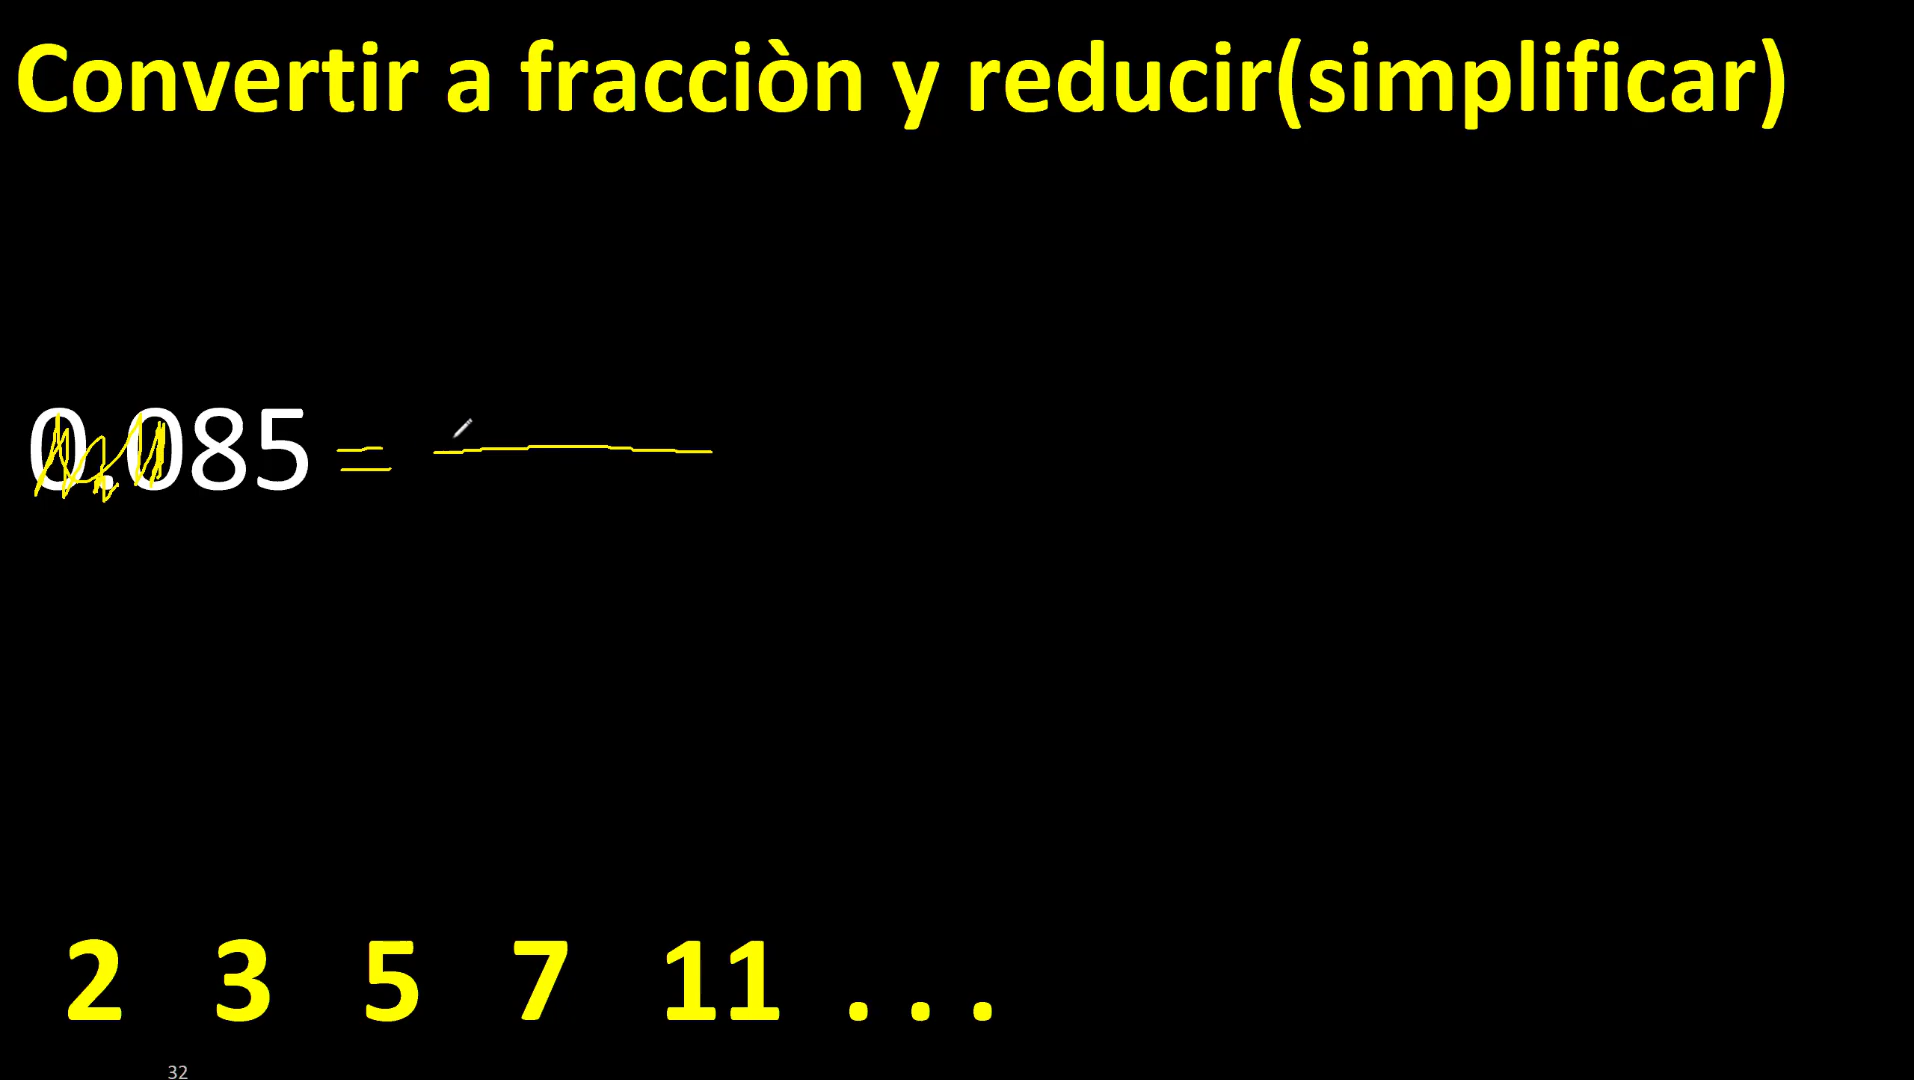 Convertir a fracciòn y reducir(simplificar)
0.085 =
2 3 5 7 11 . . .
32